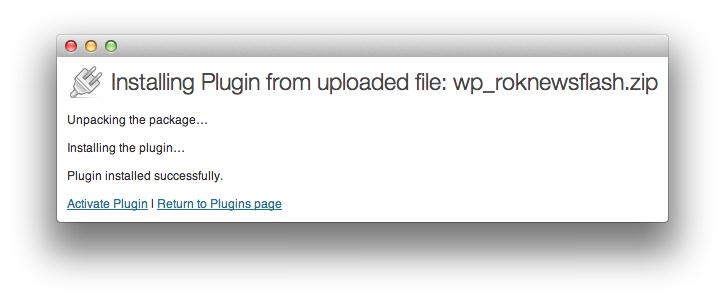 Installing Plugin from uploaded file: wp_roknewsflash.zip
Unpacking the package…
Installing the plugin…
Plugin installed successfully.
Activate Plugin | Return to Plugins page